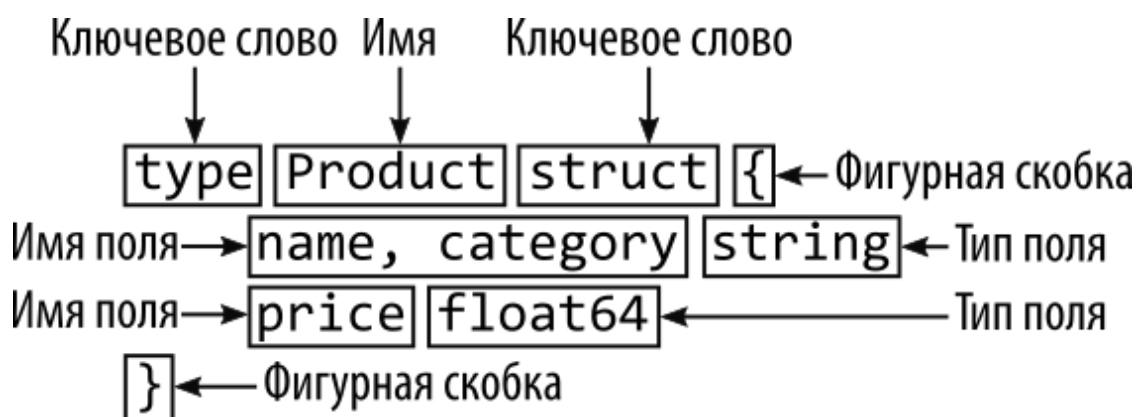 Ключевое слово Имя Ключевое слово
type Product struct { Фигурная скобка
Имя поля name, category string Тип поля
Имя поля price float64 Тип поля
} Фигурная скобка